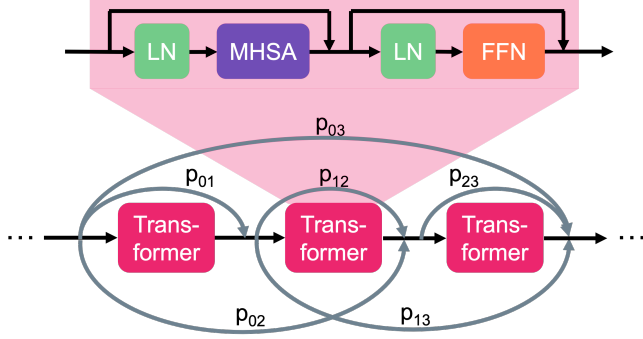 LN MHSA LN FFN
p03
p01 p12 p23
... Trans-
former Trans-
former Trans-
former ...
p02 p13